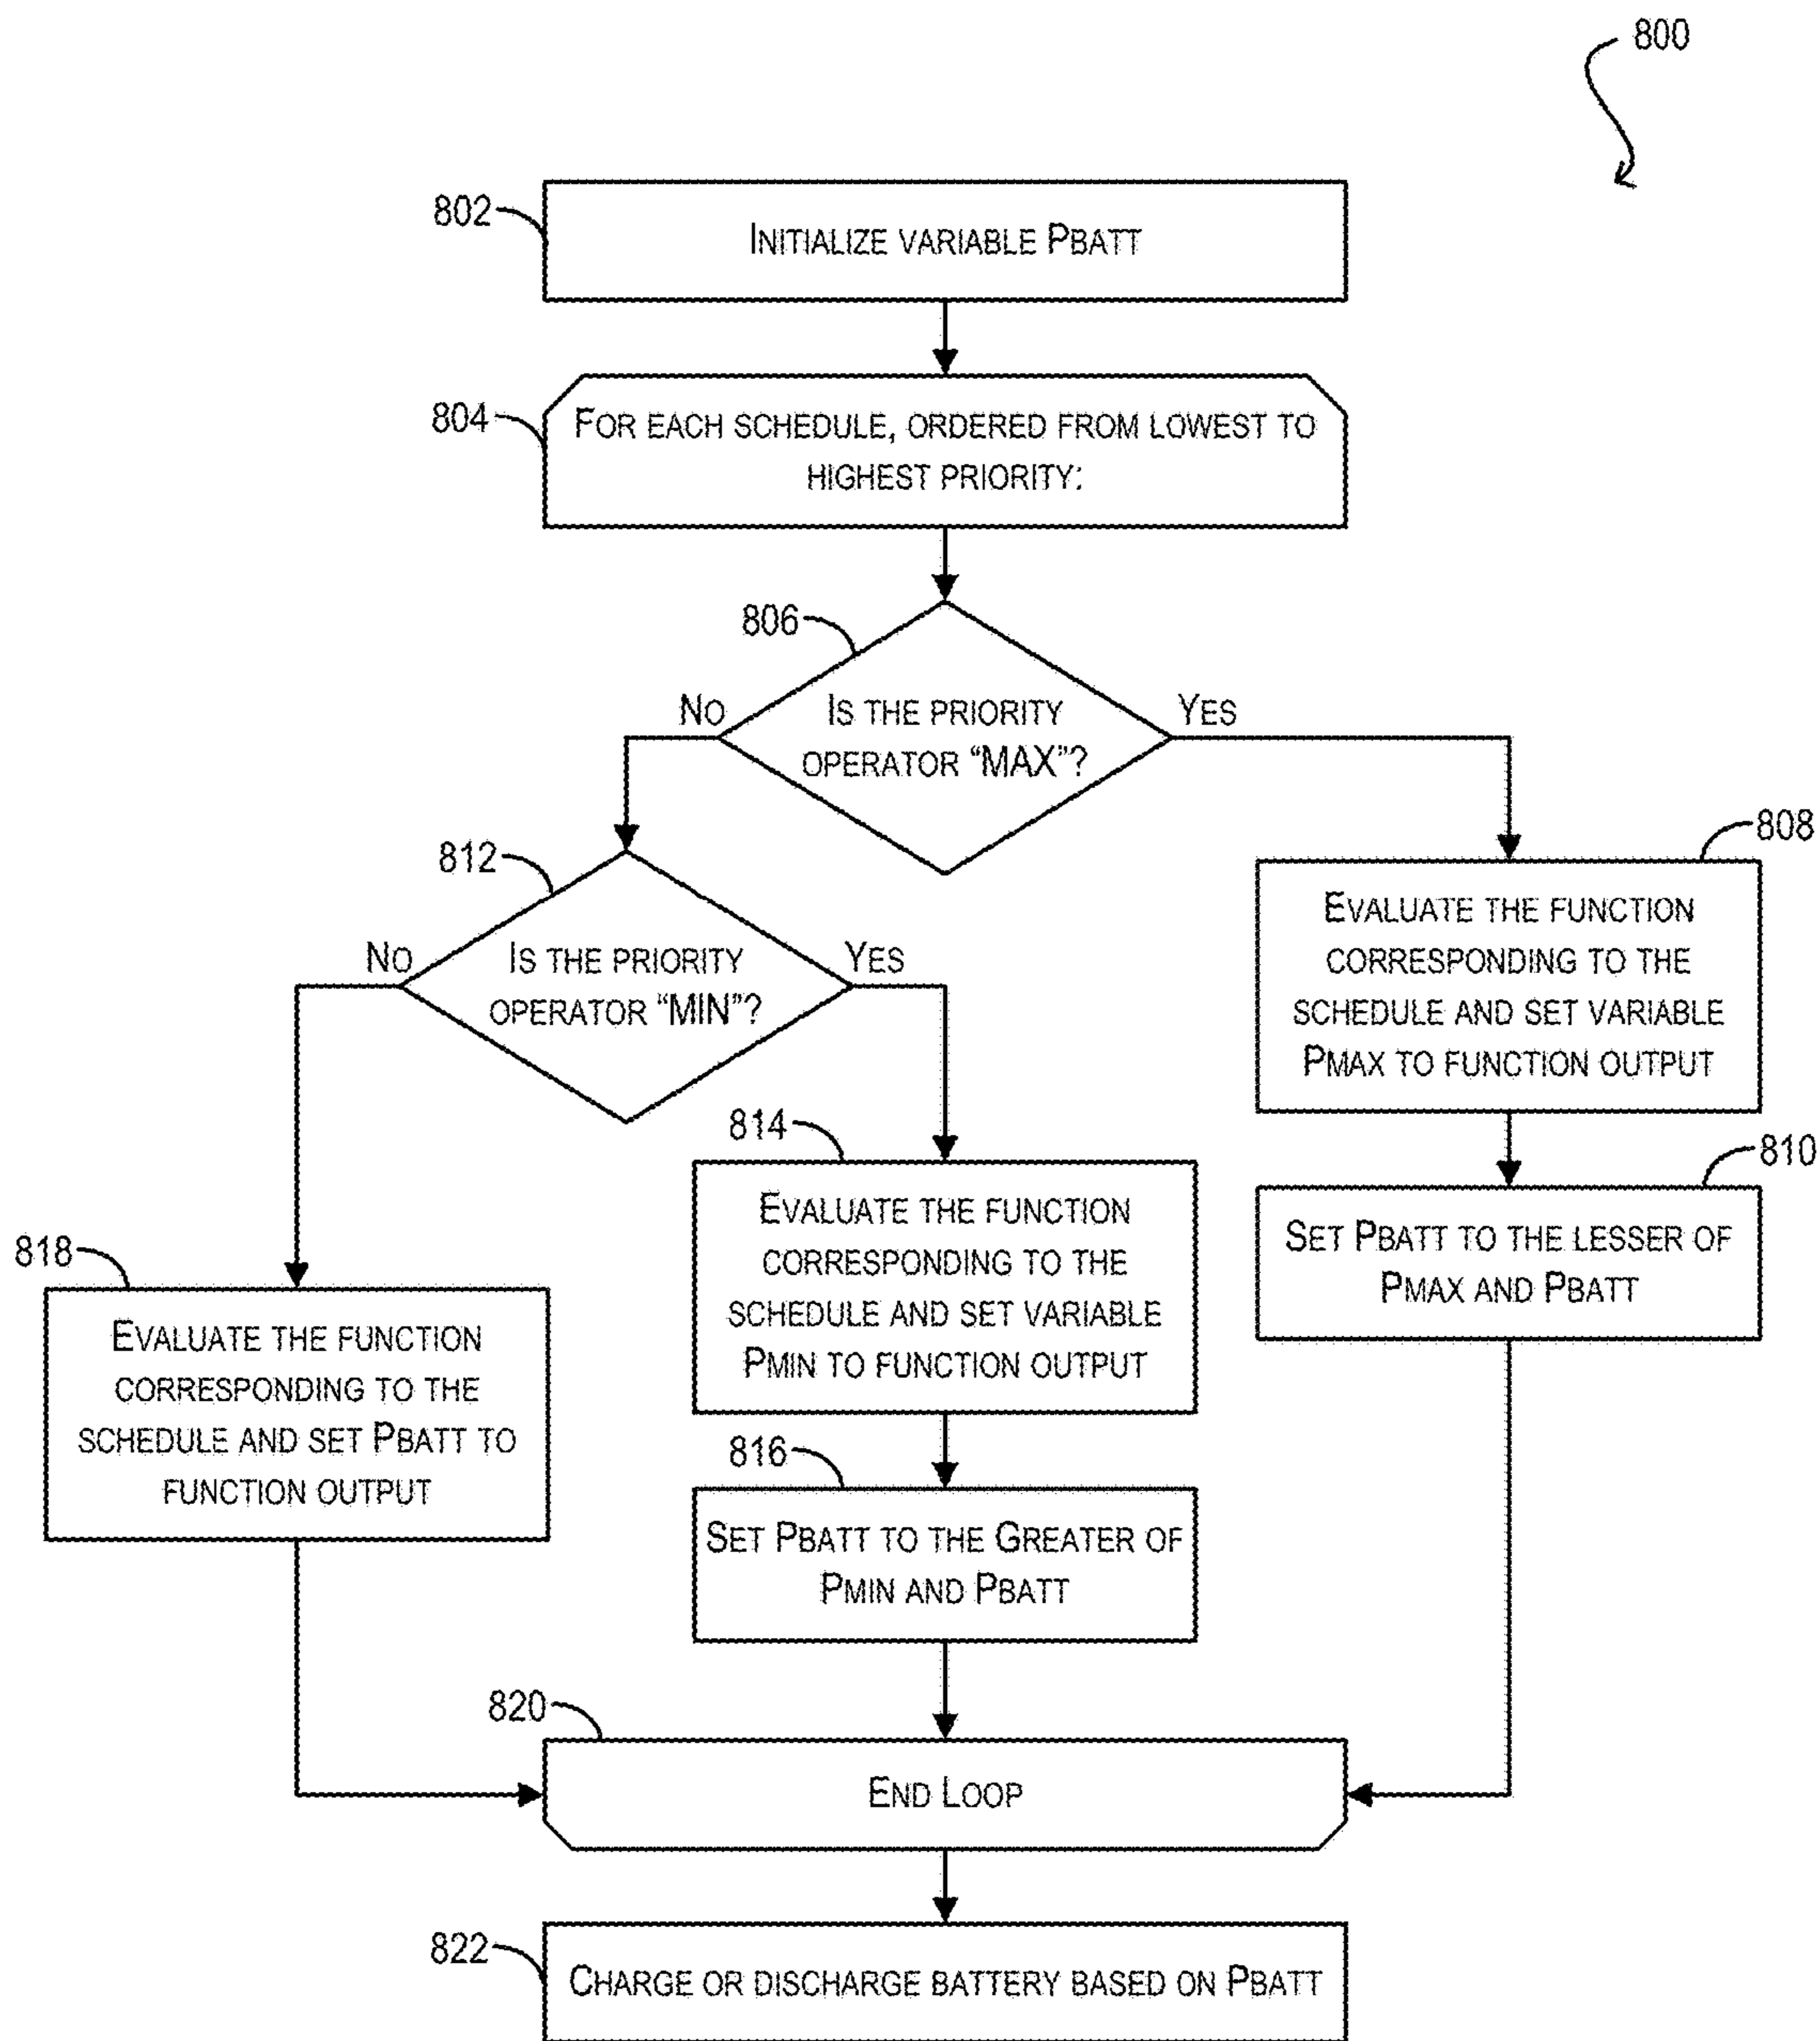 800
802
INITIALIZE VARIABLE PBATT
804
FOR EACH SCHEDULE, ORDERED FROM LOWEST TO
HIGHEST PRIORITY:
806
NO
IS THE PRIORITY
OPERATOR “MAX”?
YES
808
EVALUATE THE FUNCTION
CORRESPONDING TO THE
SCHEDULE AND SET VARIABLE
PMAX TO FUNCTION OUTPUT
810
SET PBATT TO THE LESSER OF
PMAX AND PBATT
812
NO
IS THE PRIORITY
OPERATOR “MIN”?
YES
814
EVALUATE THE FUNCTION
CORRESPONDING TO THE
SCHEDULE AND SET VARIABLE
PMIN TO FUNCTION OUTPUT
816
SET PBATT TO THE GREATER OF
PMIN AND PBATT
818
EVALUATE THE FUNCTION
CORRESPONDING TO THE
SCHEDULE AND SET PBATT TO
FUNCTION OUTPUT
820
END LOOP
822
CHARGE OR DISCHARGE BATTERY BASED ON PBATT